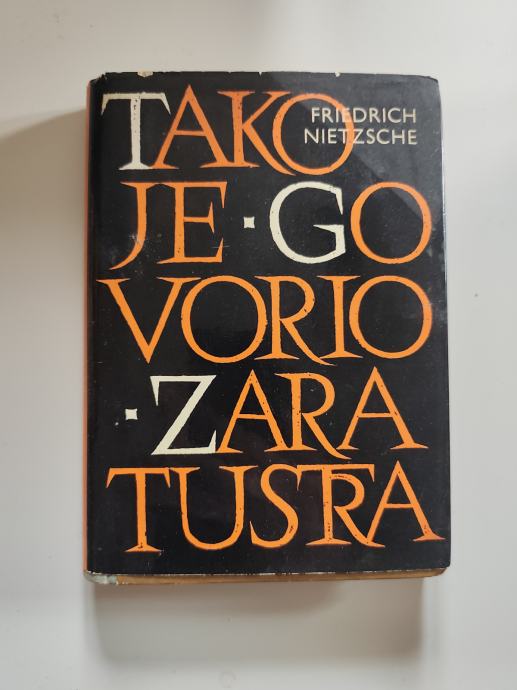 TAKO
FRIEDRICH
NIETZSCHE
JE · GO
VORIO
· ZARA
TUSTRA